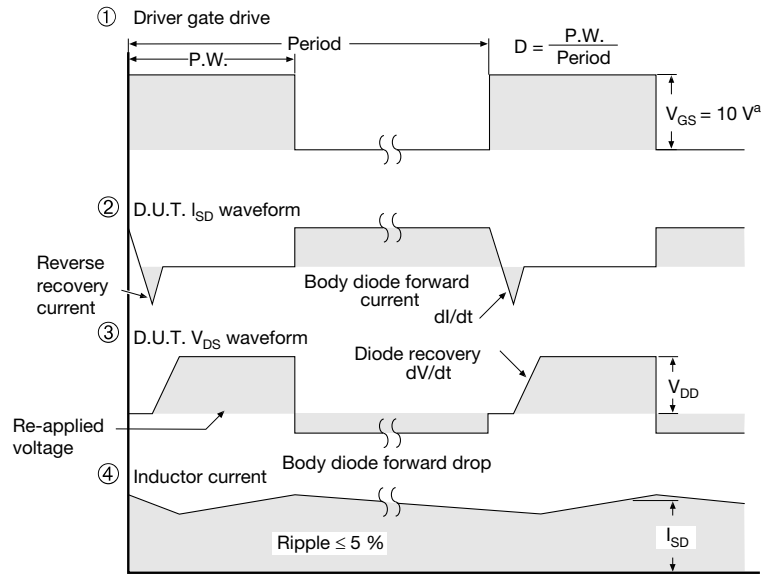 ① Driver gate drive
Period
P.W.
D = P.W. / Period
V_GS = 10 V^a
② D.U.T. I_SD waveform
Reverse
recovery
current
Body diode forward
current
dI/dt
③ D.U.T. V_DS waveform
Diode recovery
dV/dt
V_DD
Re-applied
voltage
Body diode forward drop
④ Inductor current
Ripple ≤ 5 %
I_SD